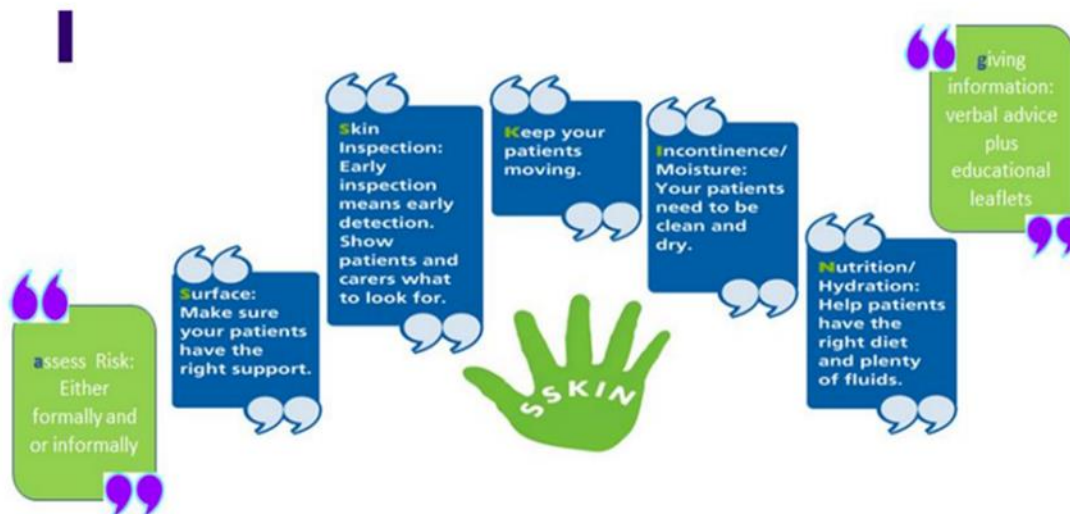 assess Risk:
Either
formally and
or informally
Surface:
Make sure
your patients
have the
right support.
Skin
Inspection:
Early
inspection
means early
detection.
Show
patients and
carers what
to look for.
Keep your
patients
moving.
Incontinence/
Moisture:
Your patients
need to be
clean and
dry.
Nutrition/
Hydration:
Help patients
have the
right diet
and plenty
of fluids.
giving
information:
verbal advice
plus
educational
leaflets
SSKIN